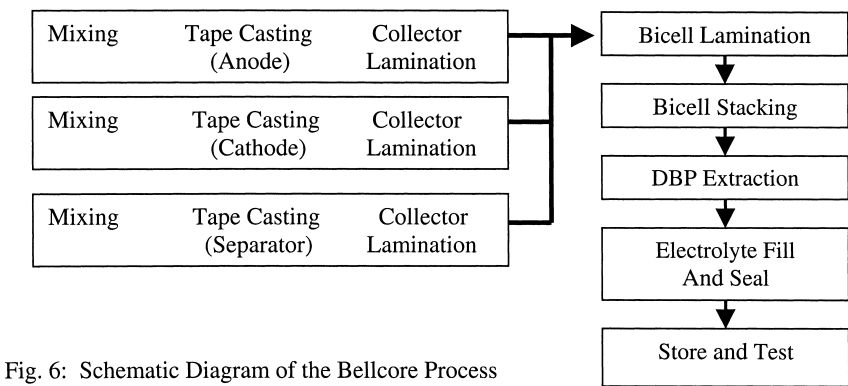 Mixing Tape Casting Collector
(Anode) Lamination
Mixing Tape Casting Collector
(Cathode) Lamination
Mixing Tape Casting Collector
(Separator) Lamination
Bicell Lamination
Bicell Stacking
DBP Extraction
Electrolyte Fill
And Seal
Store and Test
Fig. 6: Schematic Diagram of the Bellcore Process